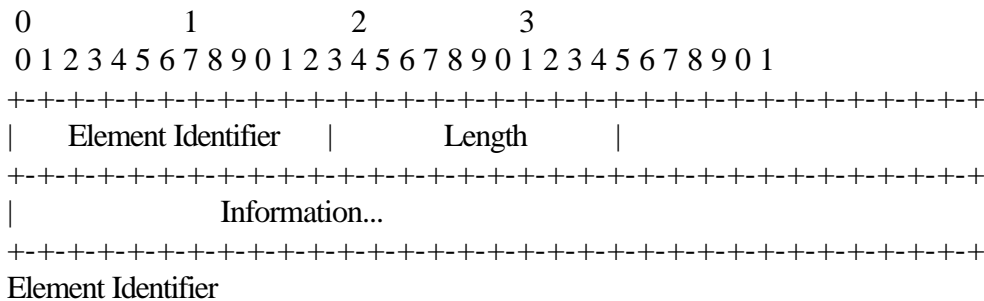 0                   1                   2                   3
0 1 2 3 4 5 6 7 8 9 0 1 2 3 4 5 6 7 8 9 0 1 2 3 4 5 6 7 8 9 0 1
+-+-+-+-+-+-+-+-+-+-+-+-+-+-+-+-+-+-+-+-+-+-+-+-+-+-+-+-+-+-+-+-+
| Element Identifier | Length |
+-+-+-+-+-+-+-+-+-+-+-+-+-+-+-+-+-+-+-+-+-+-+-+-+-+-+-+-+-+-+-+-+
| Information...
+-+-+-+-+-+-+-+-+-+-+-+-+-+-+-+-+-+-+-+-+-+-+-+-+-+-+-+-+-+-+-+-+
Element Identifier